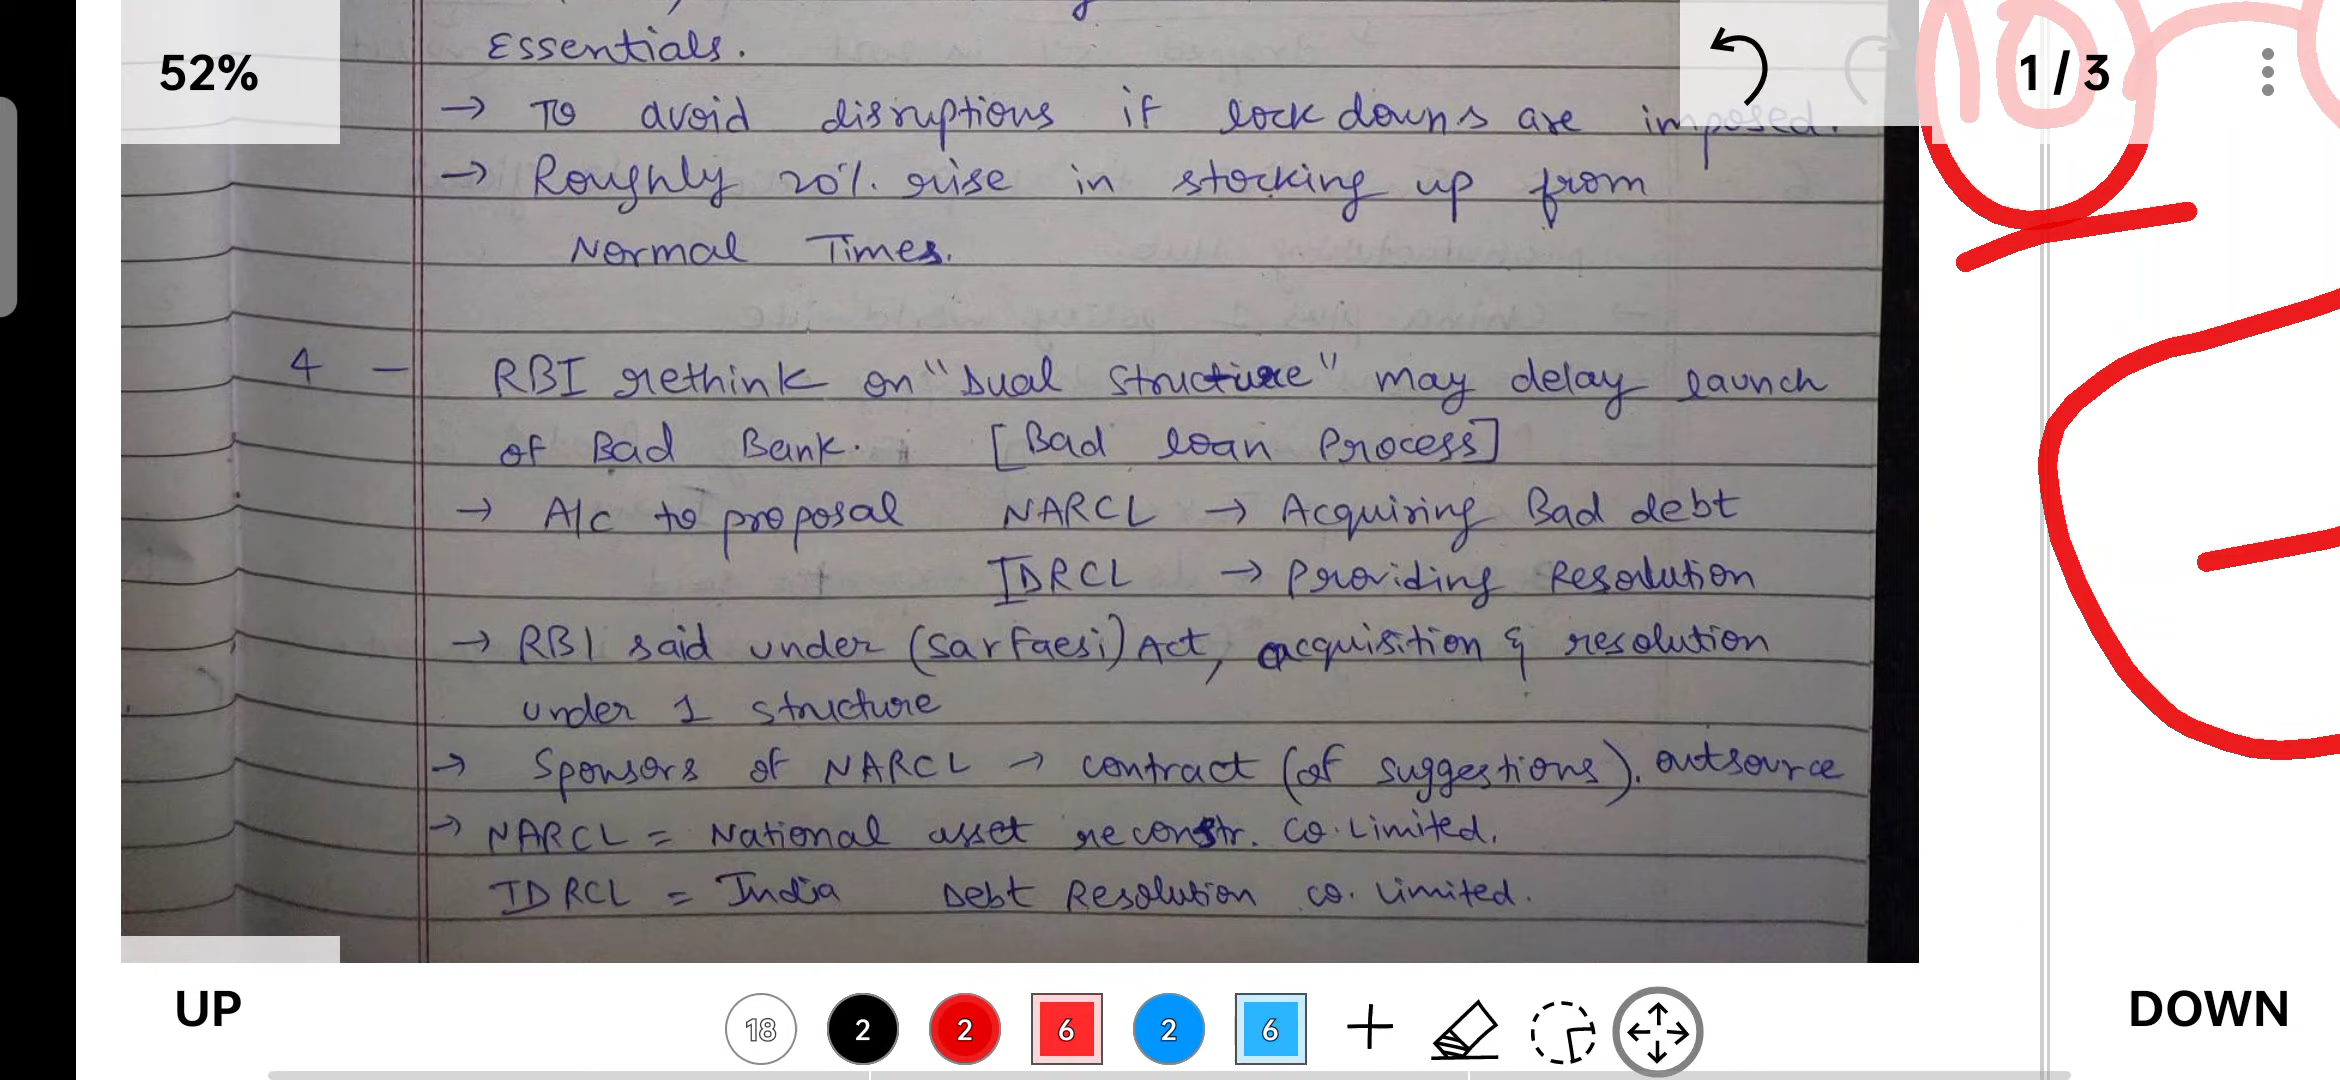 52%
1/3
Essentials.
→ To avoid disruptions if lockdowns are imposed.
→ Roughly 20%. rise in stocking up from
Normal Times.
4 - RBI rethink on "Dual Structure" may delay launch
of Bad Bank. [Bad loan Process]
→ A/c to proposal NARCL → Acquiring Bad debt
IDRCL → Providing Resolution
→ RBI said under (Sarfaesi) Act, acquisition & resolution
under 1 structure
→ Sponsors of NARCL → contract (of suggestions). outsource
→ NARCL = National asset reconstr. Co. Limited.
IDRCL = India Debt Resolution co. Limited.
UP
18 2 2 6 2 6
DOWN